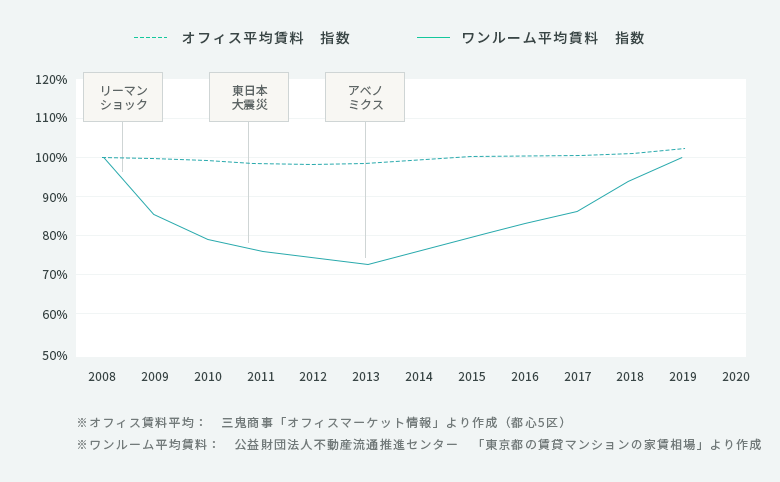 オフィス平均賃料　指数　ワンルーム平均賃料　指数
リーマン
ショック
東日本
大震災
アベノ
ミクス
120%
110%
100%
90%
80%
70%
60%
50%
2008 2009 2010 2011 2012 2013 2014 2015 2016 2017 2018 2019 2020
※オフィス賃料平均：　三鬼商事「オフィスマーケット情報」より作成（都心5区）
※ワンルーム平均賃料：　公益財団法人不動産流通推進センター　「東京都の賃貸マンションの家賃相場」より作成